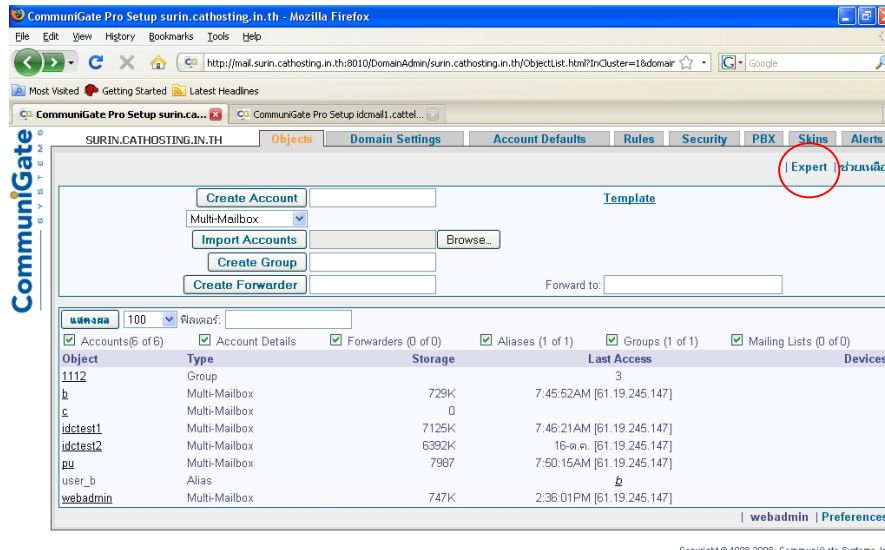 CommuniGate Pro Setup surin.cathosting.in.th - Mozilla Firefox
File Edit View History Bookmarks Tools Help
http://mail.surin.cathosting.in.th:8010/DomainAdmin/surin.cathosting.in.th/ObjectList.html?InCluster=1&domair
Google
Most Visited Getting Started Latest Headlines
CommuniGate Pro Setup surin.ca... CommuniGate Pro Setup idcmail1.cattel...
CommuniGate
SYSTEMS
SURIN.CATHOSTING.IN.TH Objects Domain Settings Account Defaults Rules Security PBX Skins Alerts
| Expert | ช่วยเหลือ
Create Account Template
Multi-Mailbox
Import Accounts Browse...
Create Group
Create Forwarder Forward to:
แสดงผล 100 ฟิลเตอร์:
Accounts(6 of 6) Account Details Forwarders (0 of 0) Aliases (1 of 1) Groups (1 of 1) Mailing Lists (0 of 0)
Object Type Storage Last Access Devices
1112 Group 3
b Multi-Mailbox 729K 7:45:52AM [61.19.245.147]
c Multi-Mailbox 0
idctest1 Multi-Mailbox 7125K 7:46:21AM [61.19.245.147]
idctest2 Multi-Mailbox 6392K 16-ต.ค. [61.19.245.147]
pu Multi-Mailbox 7987 7:50:15AM [61.19.245.147]
user_b Alias b
webadmin Multi-Mailbox 747K 2:36:01PM [61.19.245.147]
| webadmin | Preferences